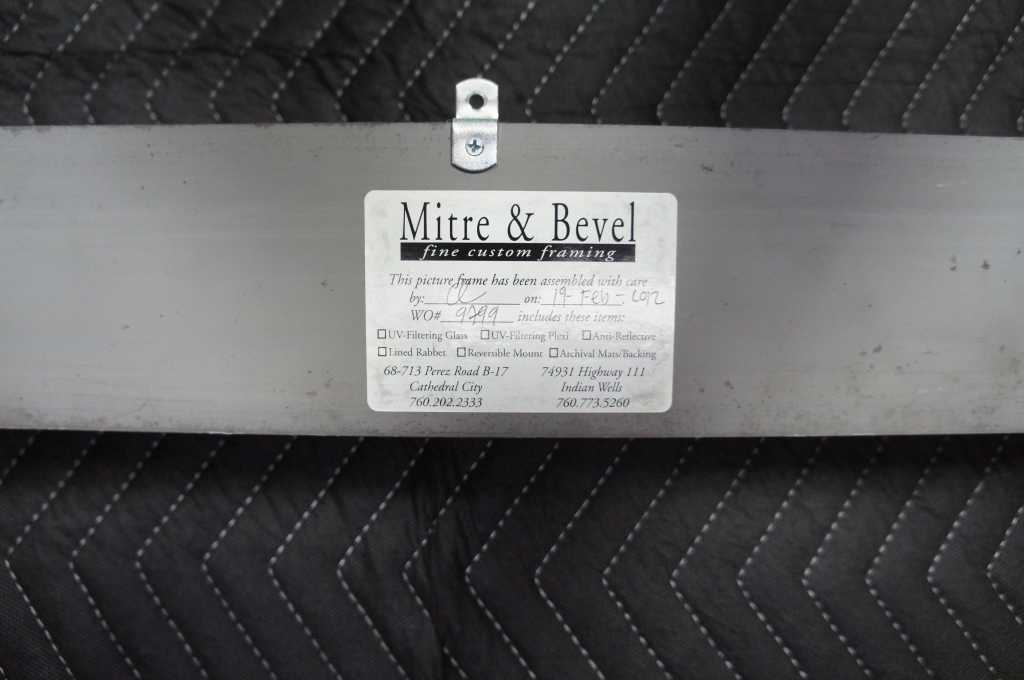 Mitre & Bevel
fine custom framing
This picture frame has been assembled with care
by: on: 19-Feb-2012
WO# 9799 includes these items:
☐ UV-Filtering Glass ☐ UV-Filtering Plexi ☐ Anti-Reflective
☐ Lined Rabbet ☐ Reversible Mount ☐ Archival Mats/Backing
68-713 Perez Road B-17 74931 Highway 111
Cathedral City Indian Wells
760.202.2333 760.773.5260